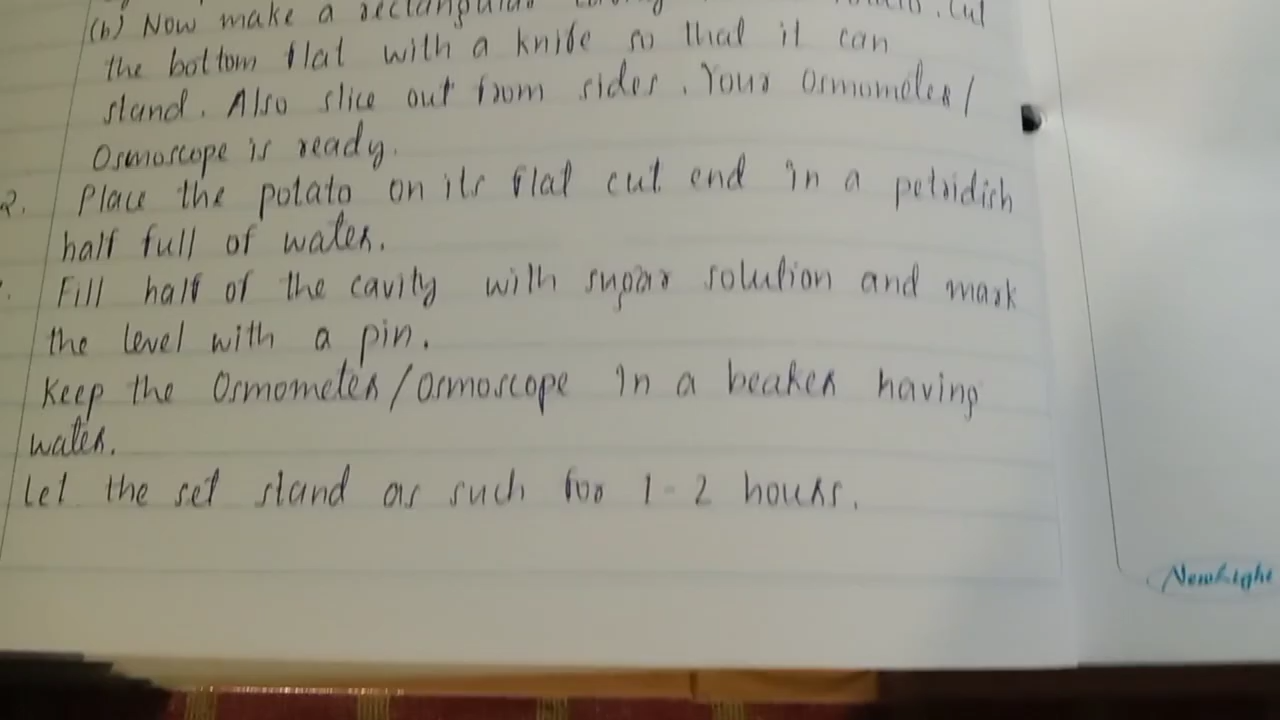 (b) Now make a rectangular
the bottom flat with a knife so that it can
stand. Also slice out from sides. Your Osmometer/
Osmoscope is ready.
2. Place the potato on its flat cut end in a petridish
half full of water.
Fill half of the cavity with sugar solution and mark
the level with a pin.
Keep the Osmometer/osmoscope in a beaker having
water.
Let the set stand as such for 1-2 hours.
NewLight